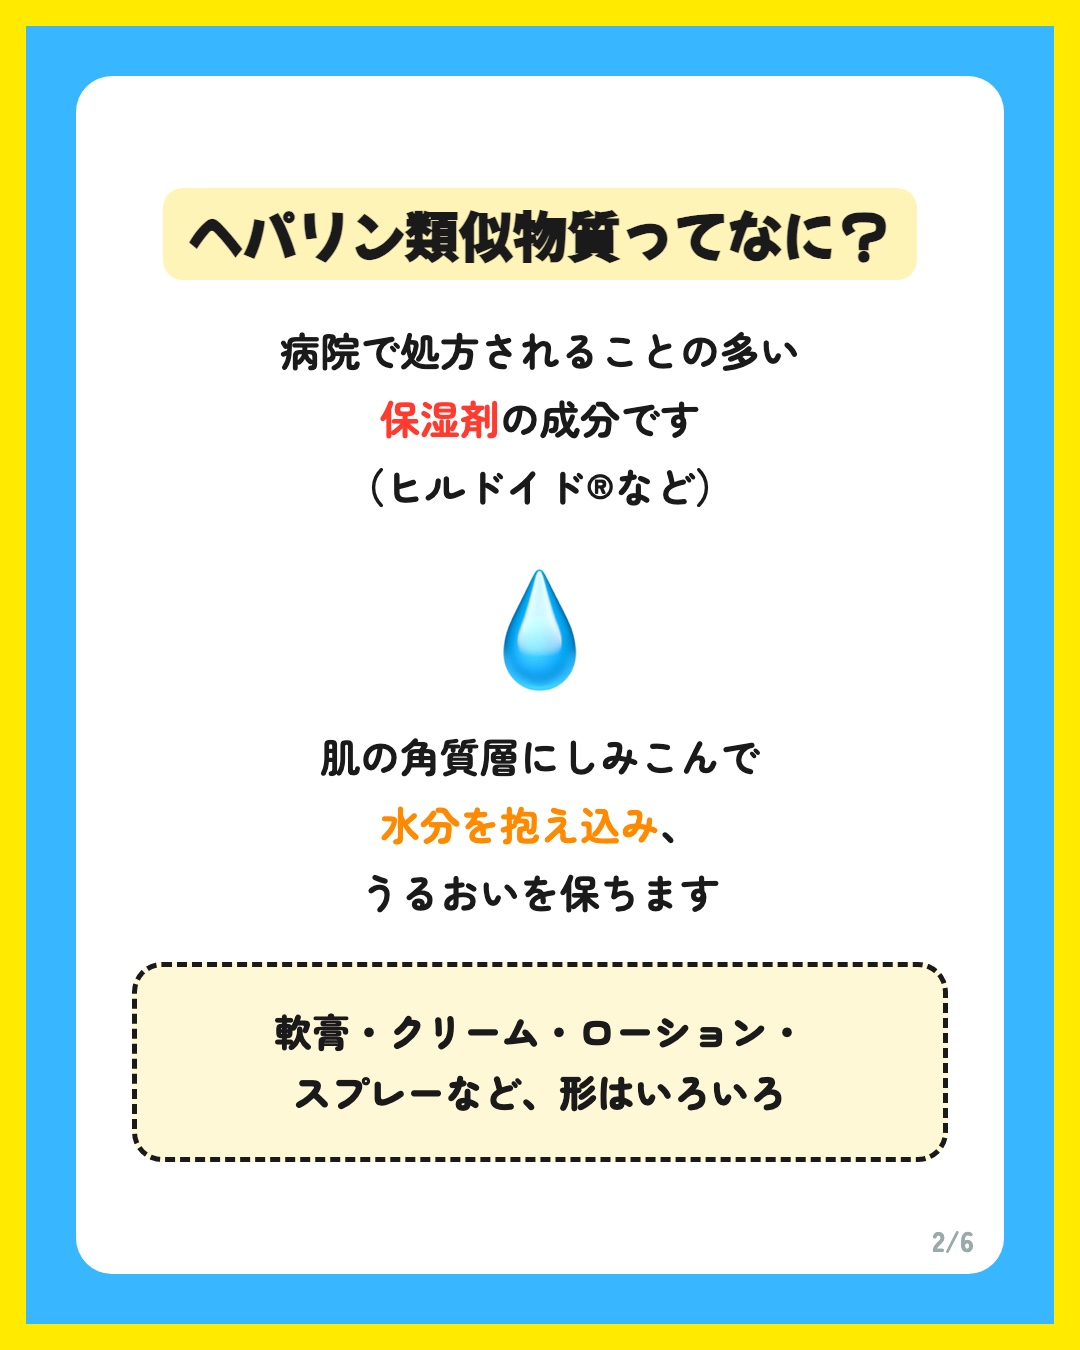 ヘパリン類似物質ってなに？
病院で処方されることの多い
保湿剤の成分です
（ヒルドイド®など）
肌の角質層にしみこんで
水分を抱え込み、
うるおいを保ちます
軟膏・クリーム・ローション・
スプレーなど、形はいろいろ
2/6